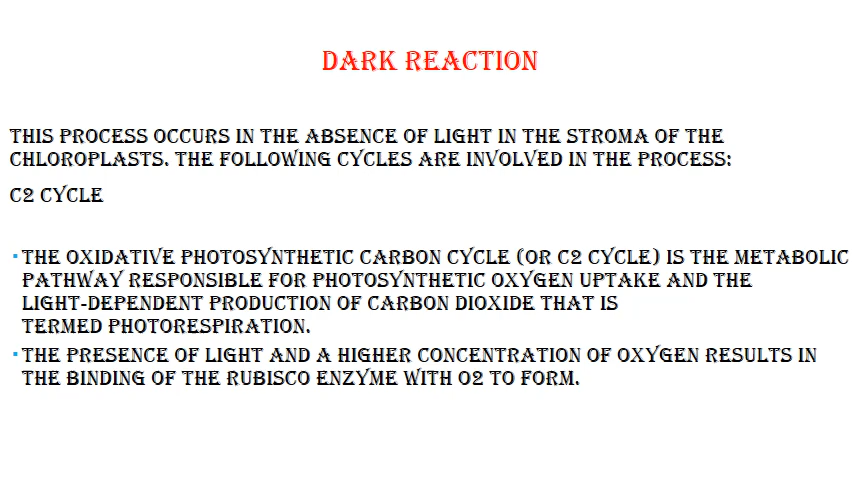 DARK REACTION
THIS PROCESS OCCURS IN THE ABSENCE OF LIGHT IN THE STROMA OF THE
CHLOROPLASTS. THE FOLLOWING CYCLES ARE INVOLVED IN THE PROCESS:
C2 CYCLE
▪ THE OXIDATIVE PHOTOSYNTHETIC CARBON CYCLE (OR C2 CYCLE) IS THE METABOLIC
PATHWAY RESPONSIBLE FOR PHOTOSYNTHETIC OXYGEN UPTAKE AND THE
LIGHT-DEPENDENT PRODUCTION OF CARBON DIOXIDE THAT IS
TERMED PHOTORESPIRATION.
▪ THE PRESENCE OF LIGHT AND A HIGHER CONCENTRATION OF OXYGEN RESULTS IN
THE BINDING OF THE RUBISCO ENZYME WITH O2 TO FORM.